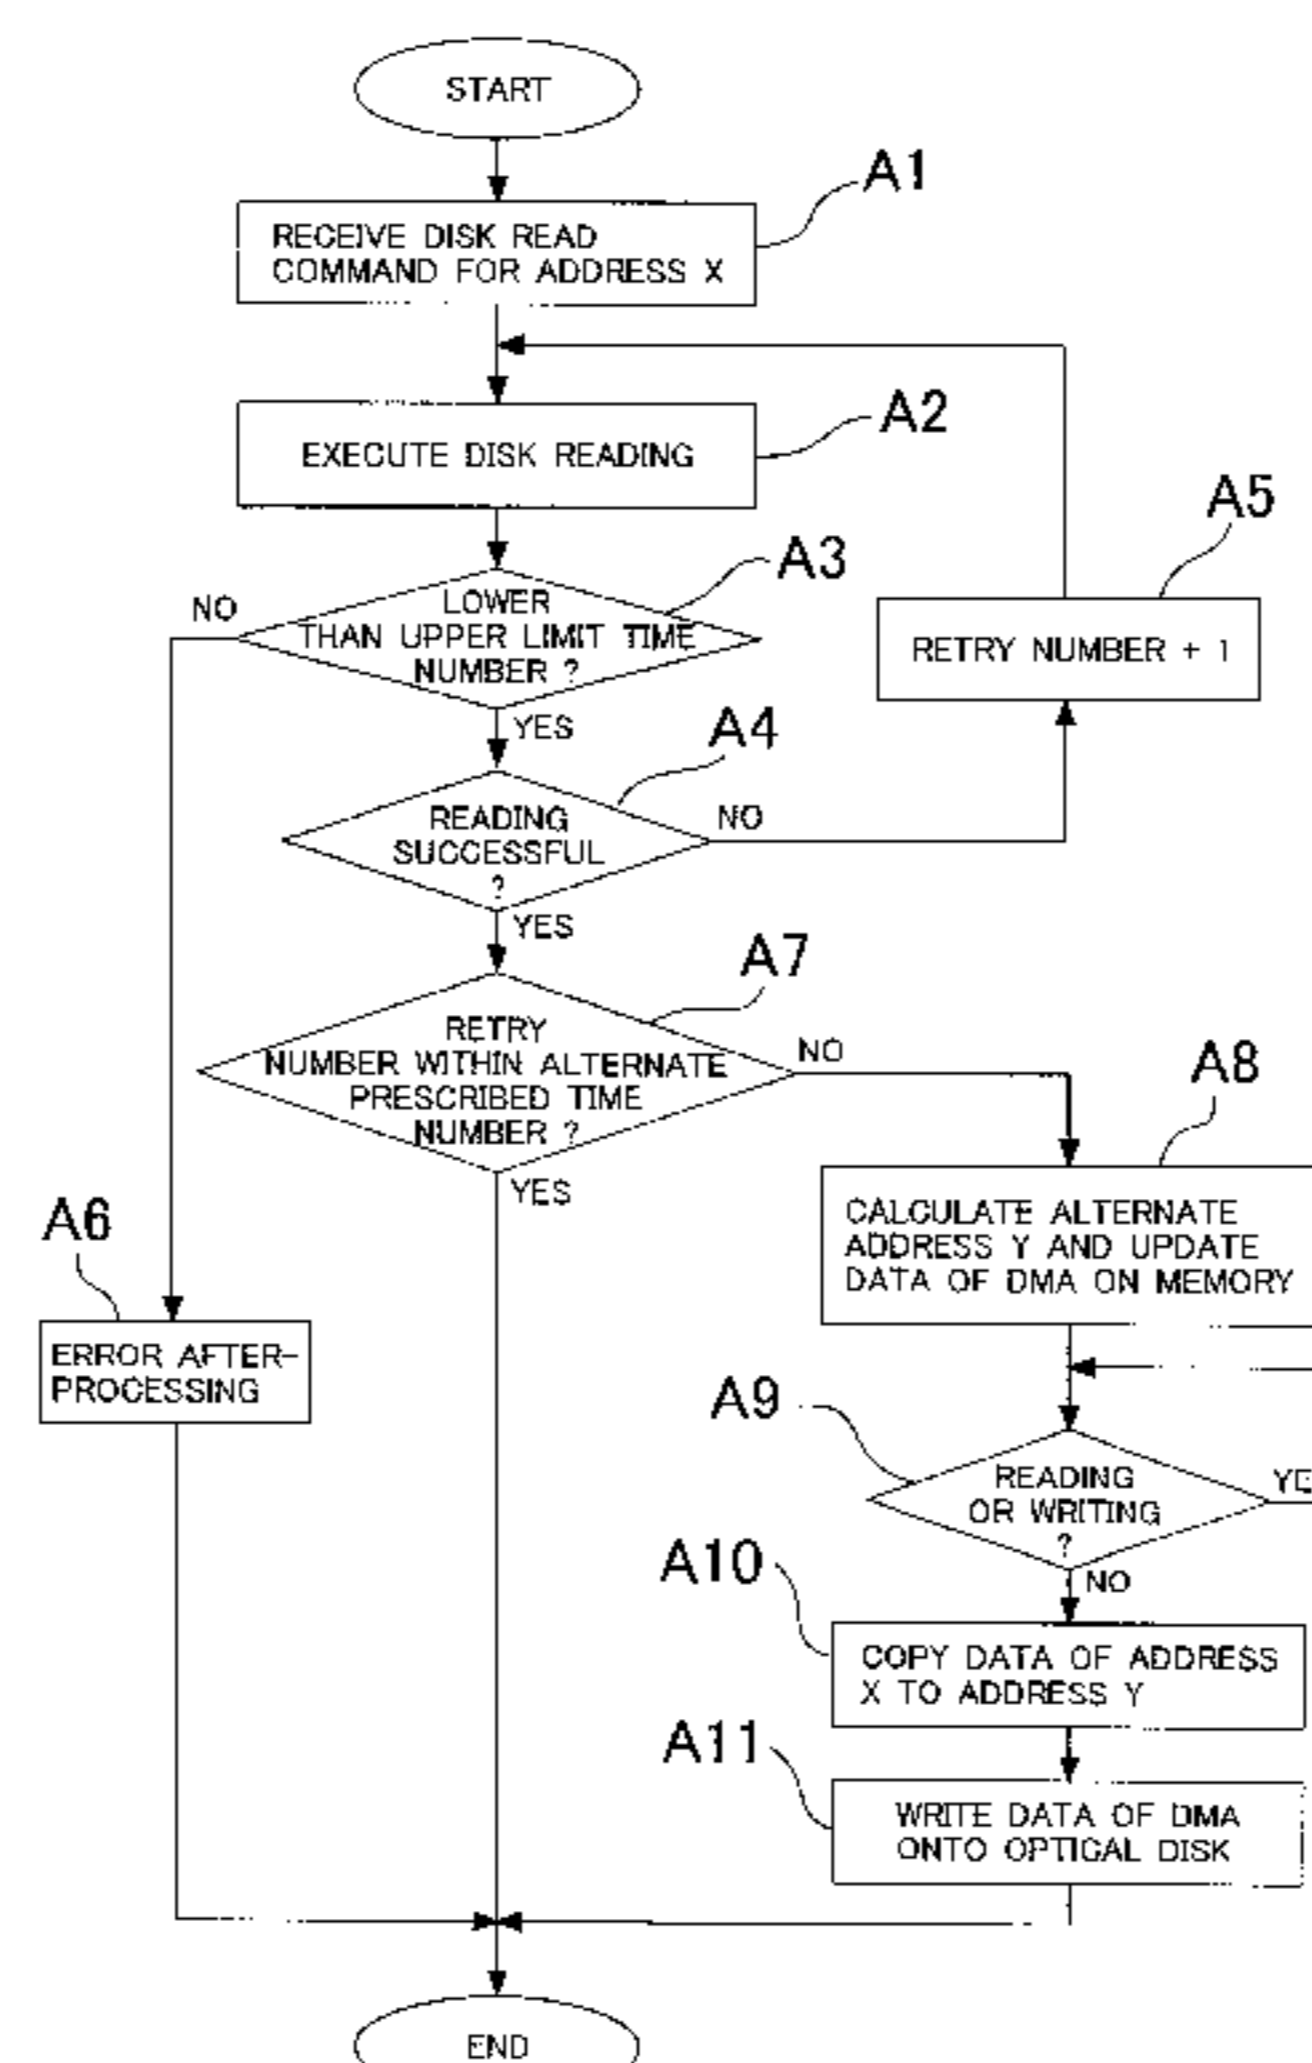 START
A1
RECEIVE DISK READ
COMMAND FOR ADDRESS X
A2
EXECUTE DISK READING
A5
RETRY NUMBER + 1
A3
NO
LOWER
THAN UPPER LIMIT TIME
NUMBER ?
YES
A4
READING
SUCCESSFUL
?
NO
YES
A7
RETRY
NUMBER WITHIN ALTERNATE
PRESCRIBED TIME
NUMBER ?
NO
YES
A8
CALCULATE ALTERNATE
ADDRESS Y AND UPDATE
DATA OF DMA ON MEMORY
A6
ERROR AFTER-
PROCESSING
A9
READING
OR WRITING
?
YE
NO
A10
COPY DATA OF ADDRESS
X TO ADDRESS Y
A11
WRITE DATA OF DMA
ONTO OPTICAL DISK
END